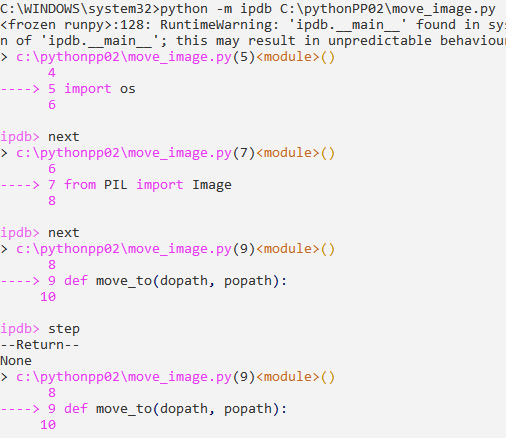 C:\WINDOWS\system32>python -m ipdb C:\pythonPP02\move_image.py
<frozen runpy>:128: RuntimeWarning: 'ipdb.__main__' found in sy
n of 'ipdb.__main__'; this may result in unpredictable behaviou
> c:\pythonpp02\move_image.py(5)<module>()
4
----> 5 import os
6
ipdb> next
> c:\pythonpp02\move_image.py(7)<module>()
6
----> 7 from PIL import Image
8
ipdb> next
> c:\pythonpp02\move_image.py(9)<module>()
8
----> 9 def move_to(dopath, popath):
10
ipdb> step
--Return--
None
> c:\pythonpp02\move_image.py(9)<module>()
8
----> 9 def move_to(dopath, popath):
10